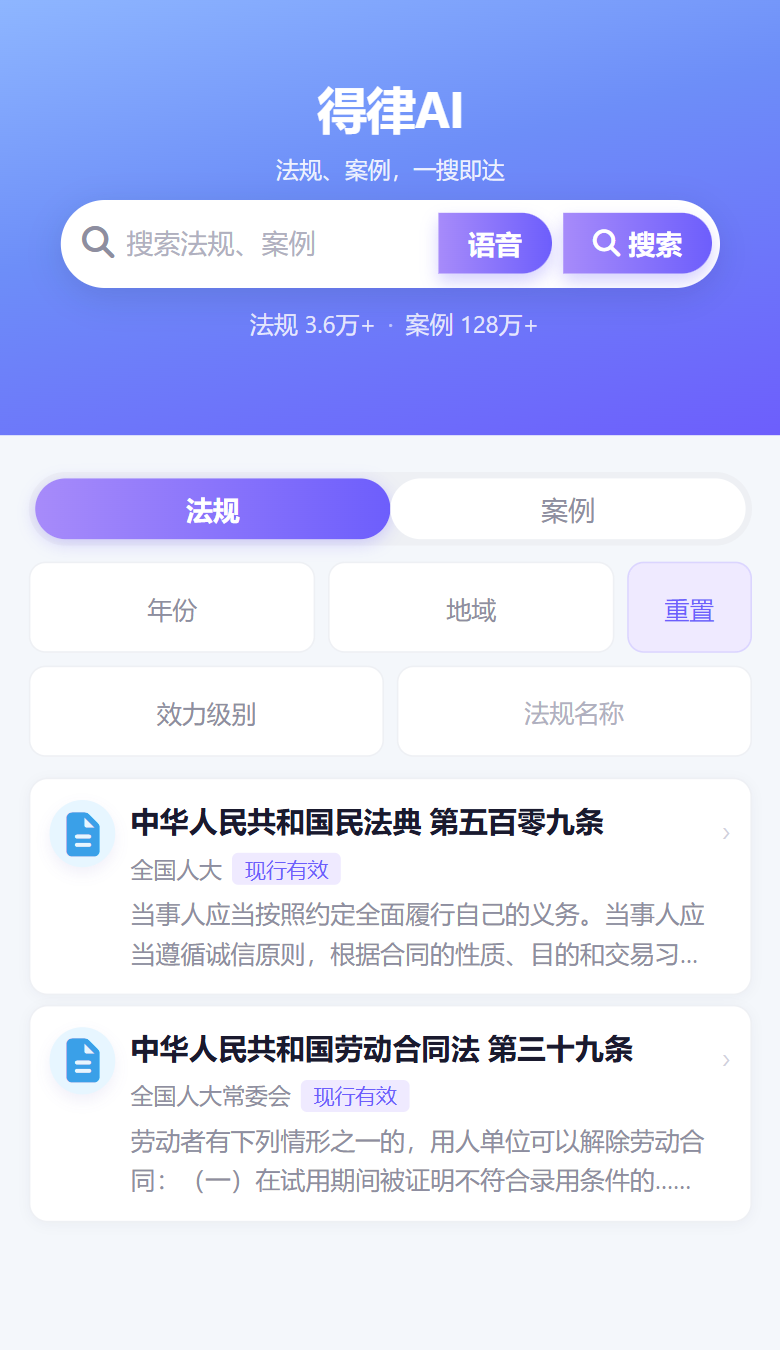 得律AI
法规、案例，一搜即达
搜索法规、案例
语音
搜索
法规 3.6万+ · 案例 128万+
法规
案例
年份
地域
重置
效力级别
法规名称
中华人民共和国民法典 第五百零九条
全国人大 现行有效
当事人应当按照约定全面履行自己的义务。当事人应
当遵循诚信原则，根据合同的性质、目的和交易习...
中华人民共和国劳动合同法 第三十九条
全国人大常委会 现行有效
劳动者有下列情形之一的，用人单位可以解除劳动合
同：（一）在试用期间被证明不符合录用条件的......